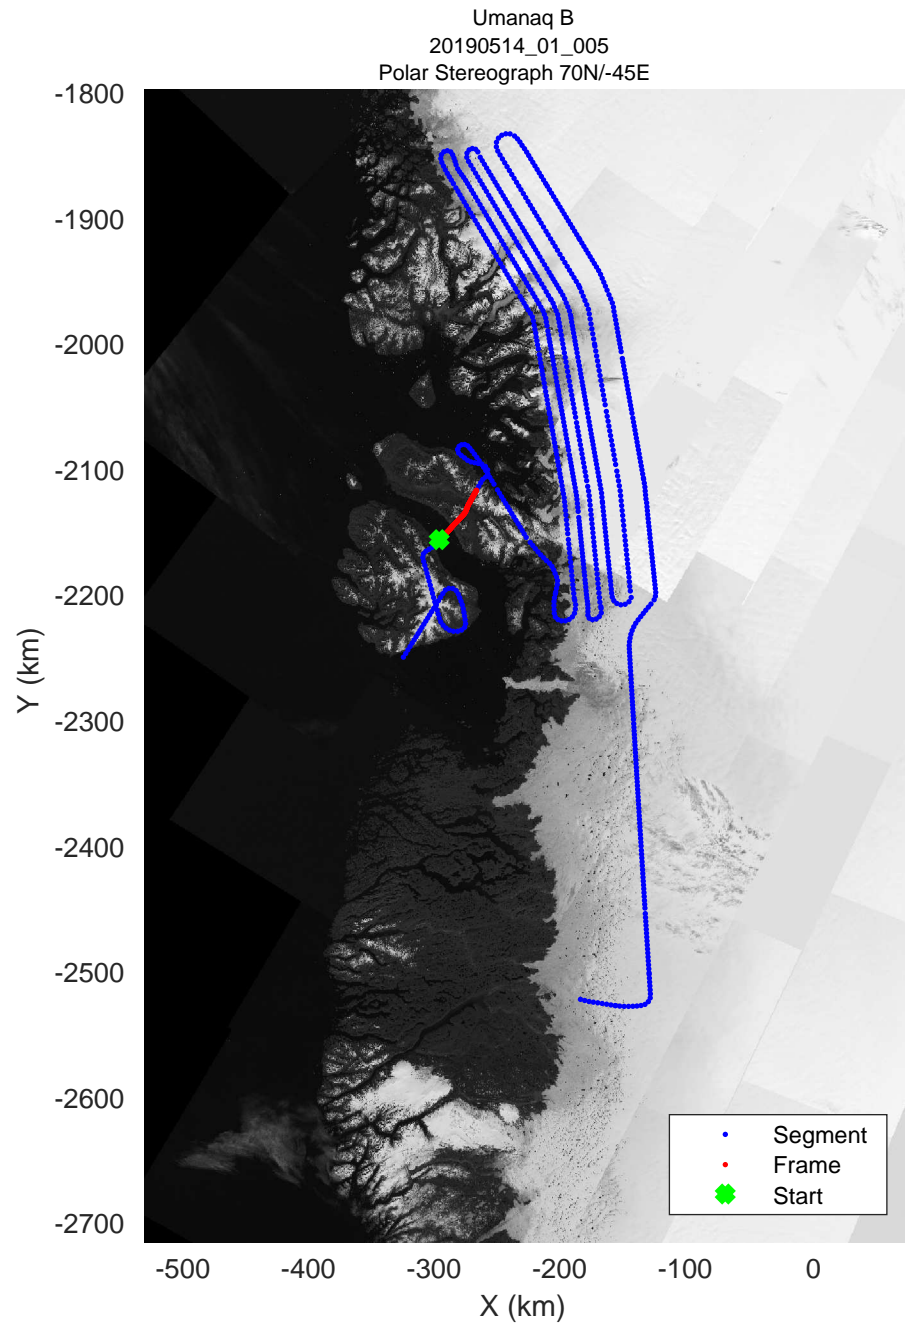 Umanaq B
20190514_01_005
Polar Stereograph 70N/-45E
-1800
-1900
-2000
-2100
-2200
-2300
-2400
-2500
-2600
-2700
Y (km)
Segment
Frame
Start
-500 -400 -300 -200 -100 0
X (km)